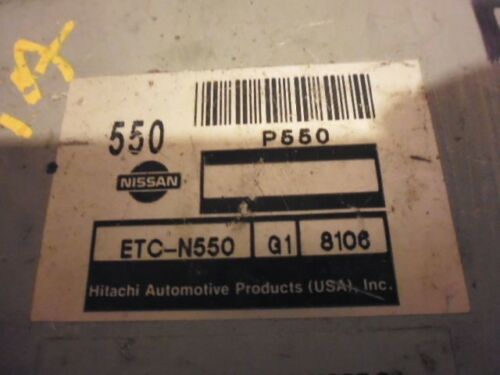 550
P550
NISSAN
ETC-N550 G1 8106
Hitachi Automotive Products (USA), Inc.